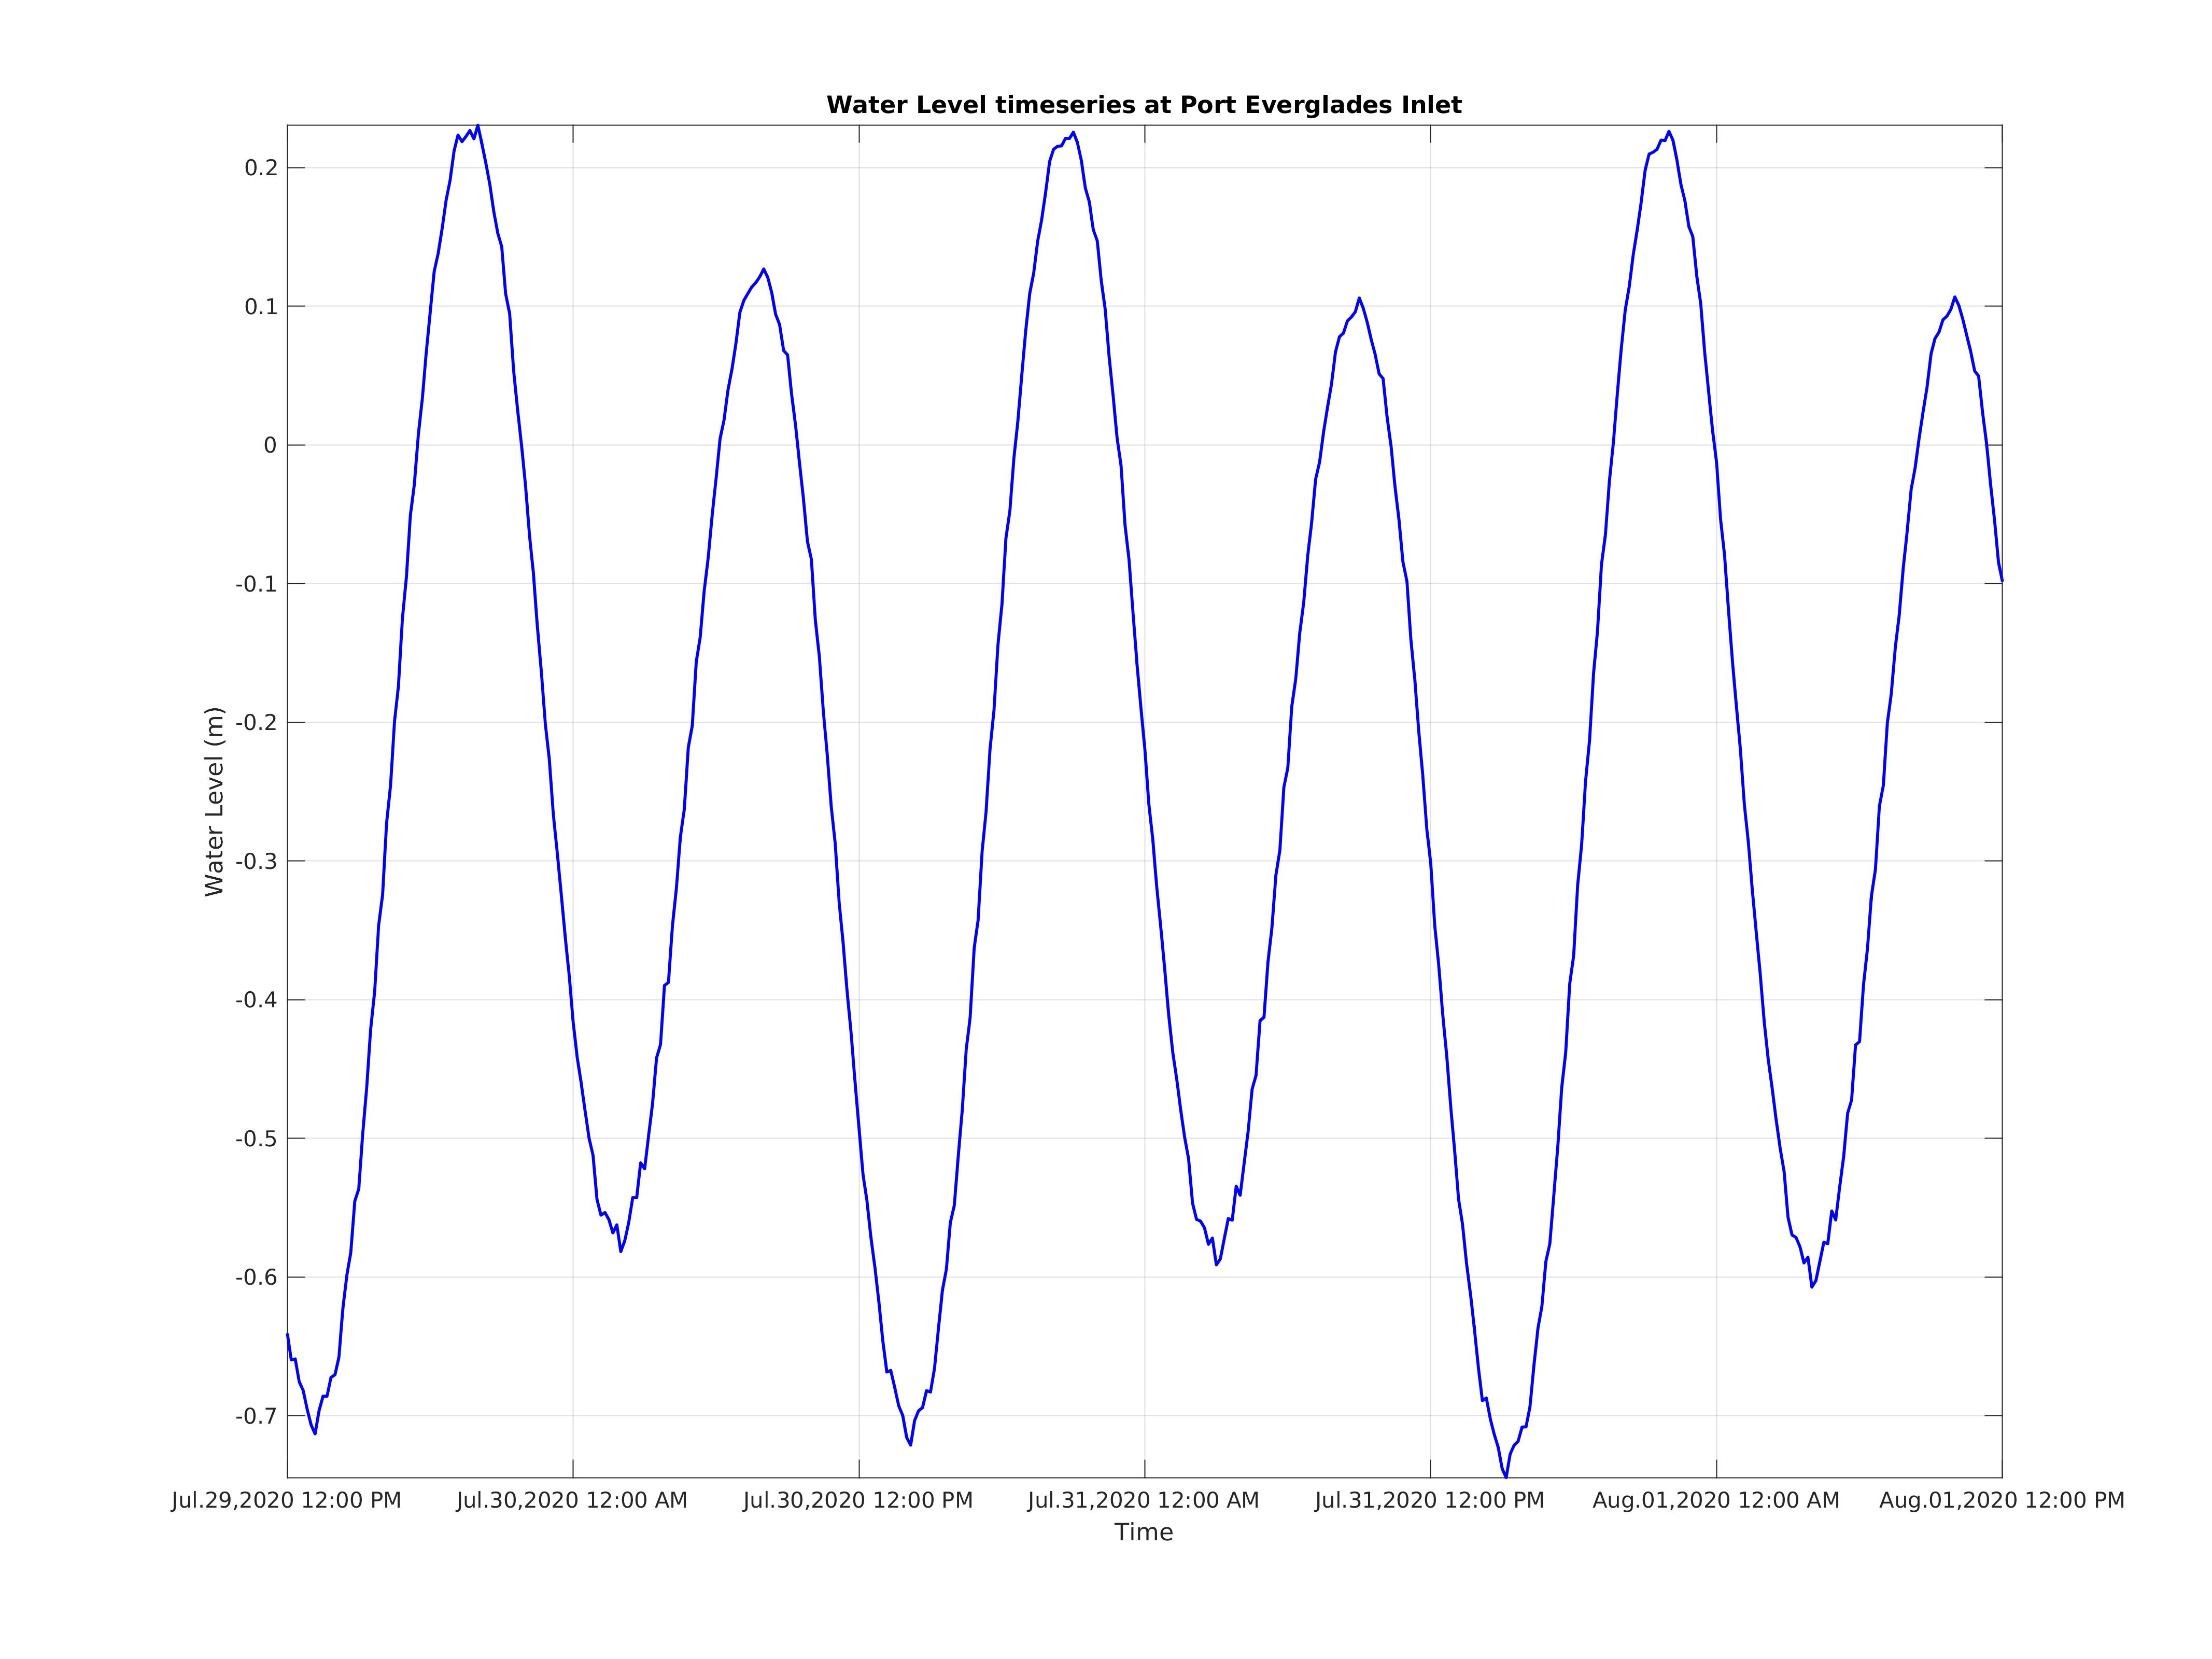 Water Level timeseries at Port Everglades Inlet
0.2
0.1
0
-0.1
-0.2
-0.3
-0.4
-0.5
-0.6
-0.7
Water Level (m)
Jul.29,2020 12:00 PM Jul.30,2020 12:00 AM Jul.30,2020 12:00 PM Jul.31,2020 12:00 AM Jul.31,2020 12:00 PM Aug.01,2020 12:00 AM Aug.01,2020 12:00 PM
Time